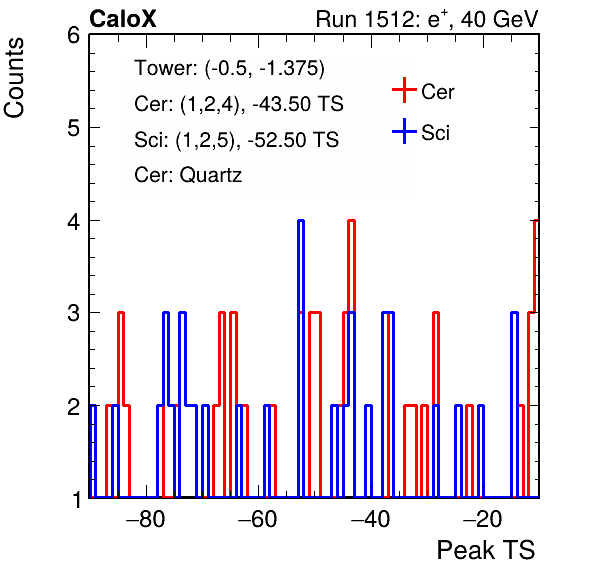 CaloX Run 1512: e⁺, 40 GeV
Counts
6
5
4
3
2
1
Tower: (-0.5, -1.375)
Cer: (1,2,4), -43.50 TS
Sci: (1,2,5), -52.50 TS
Cer: Quartz
Cer
Sci
−80 −60 −40 −20
Peak TS